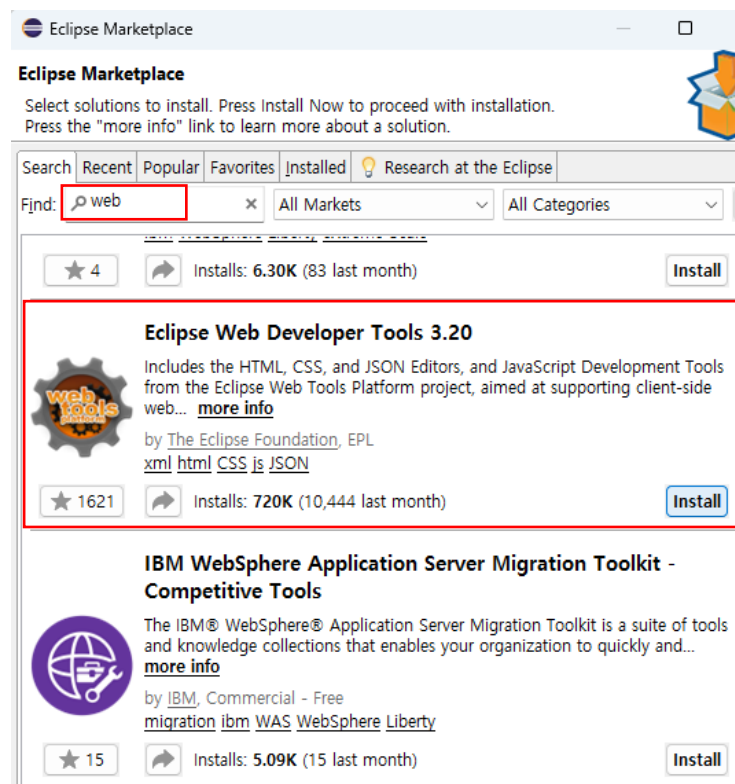 Eclipse Marketplace
Eclipse Marketplace
Select solutions to install. Press Install Now to proceed with installation.
Press the "more info" link to learn more about a solution.
Search Recent Popular Favorites Installed Research at the Eclipse
Find: web All Markets All Categories
4 Installs: 6.30K (83 last month) Install
Eclipse Web Developer Tools 3.20
Includes the HTML, CSS, and JSON Editors, and JavaScript Development Tools
from the Eclipse Web Tools Platform project, aimed at supporting client-side
web... more info
by The Eclipse Foundation, EPL
xml html CSS js JSON
web
tools
platform
1621 Installs: 720K (10,444 last month) Install
IBM WebSphere Application Server Migration Toolkit -
Competitive Tools
The IBM® WebSphere® Application Server Migration Toolkit is a suite of tools
and knowledge collections that enables your organization to quickly and...
more info
by IBM, Commercial - Free
migration ibm WAS WebSphere Liberty
15 Installs: 5.09K (15 last month) Install